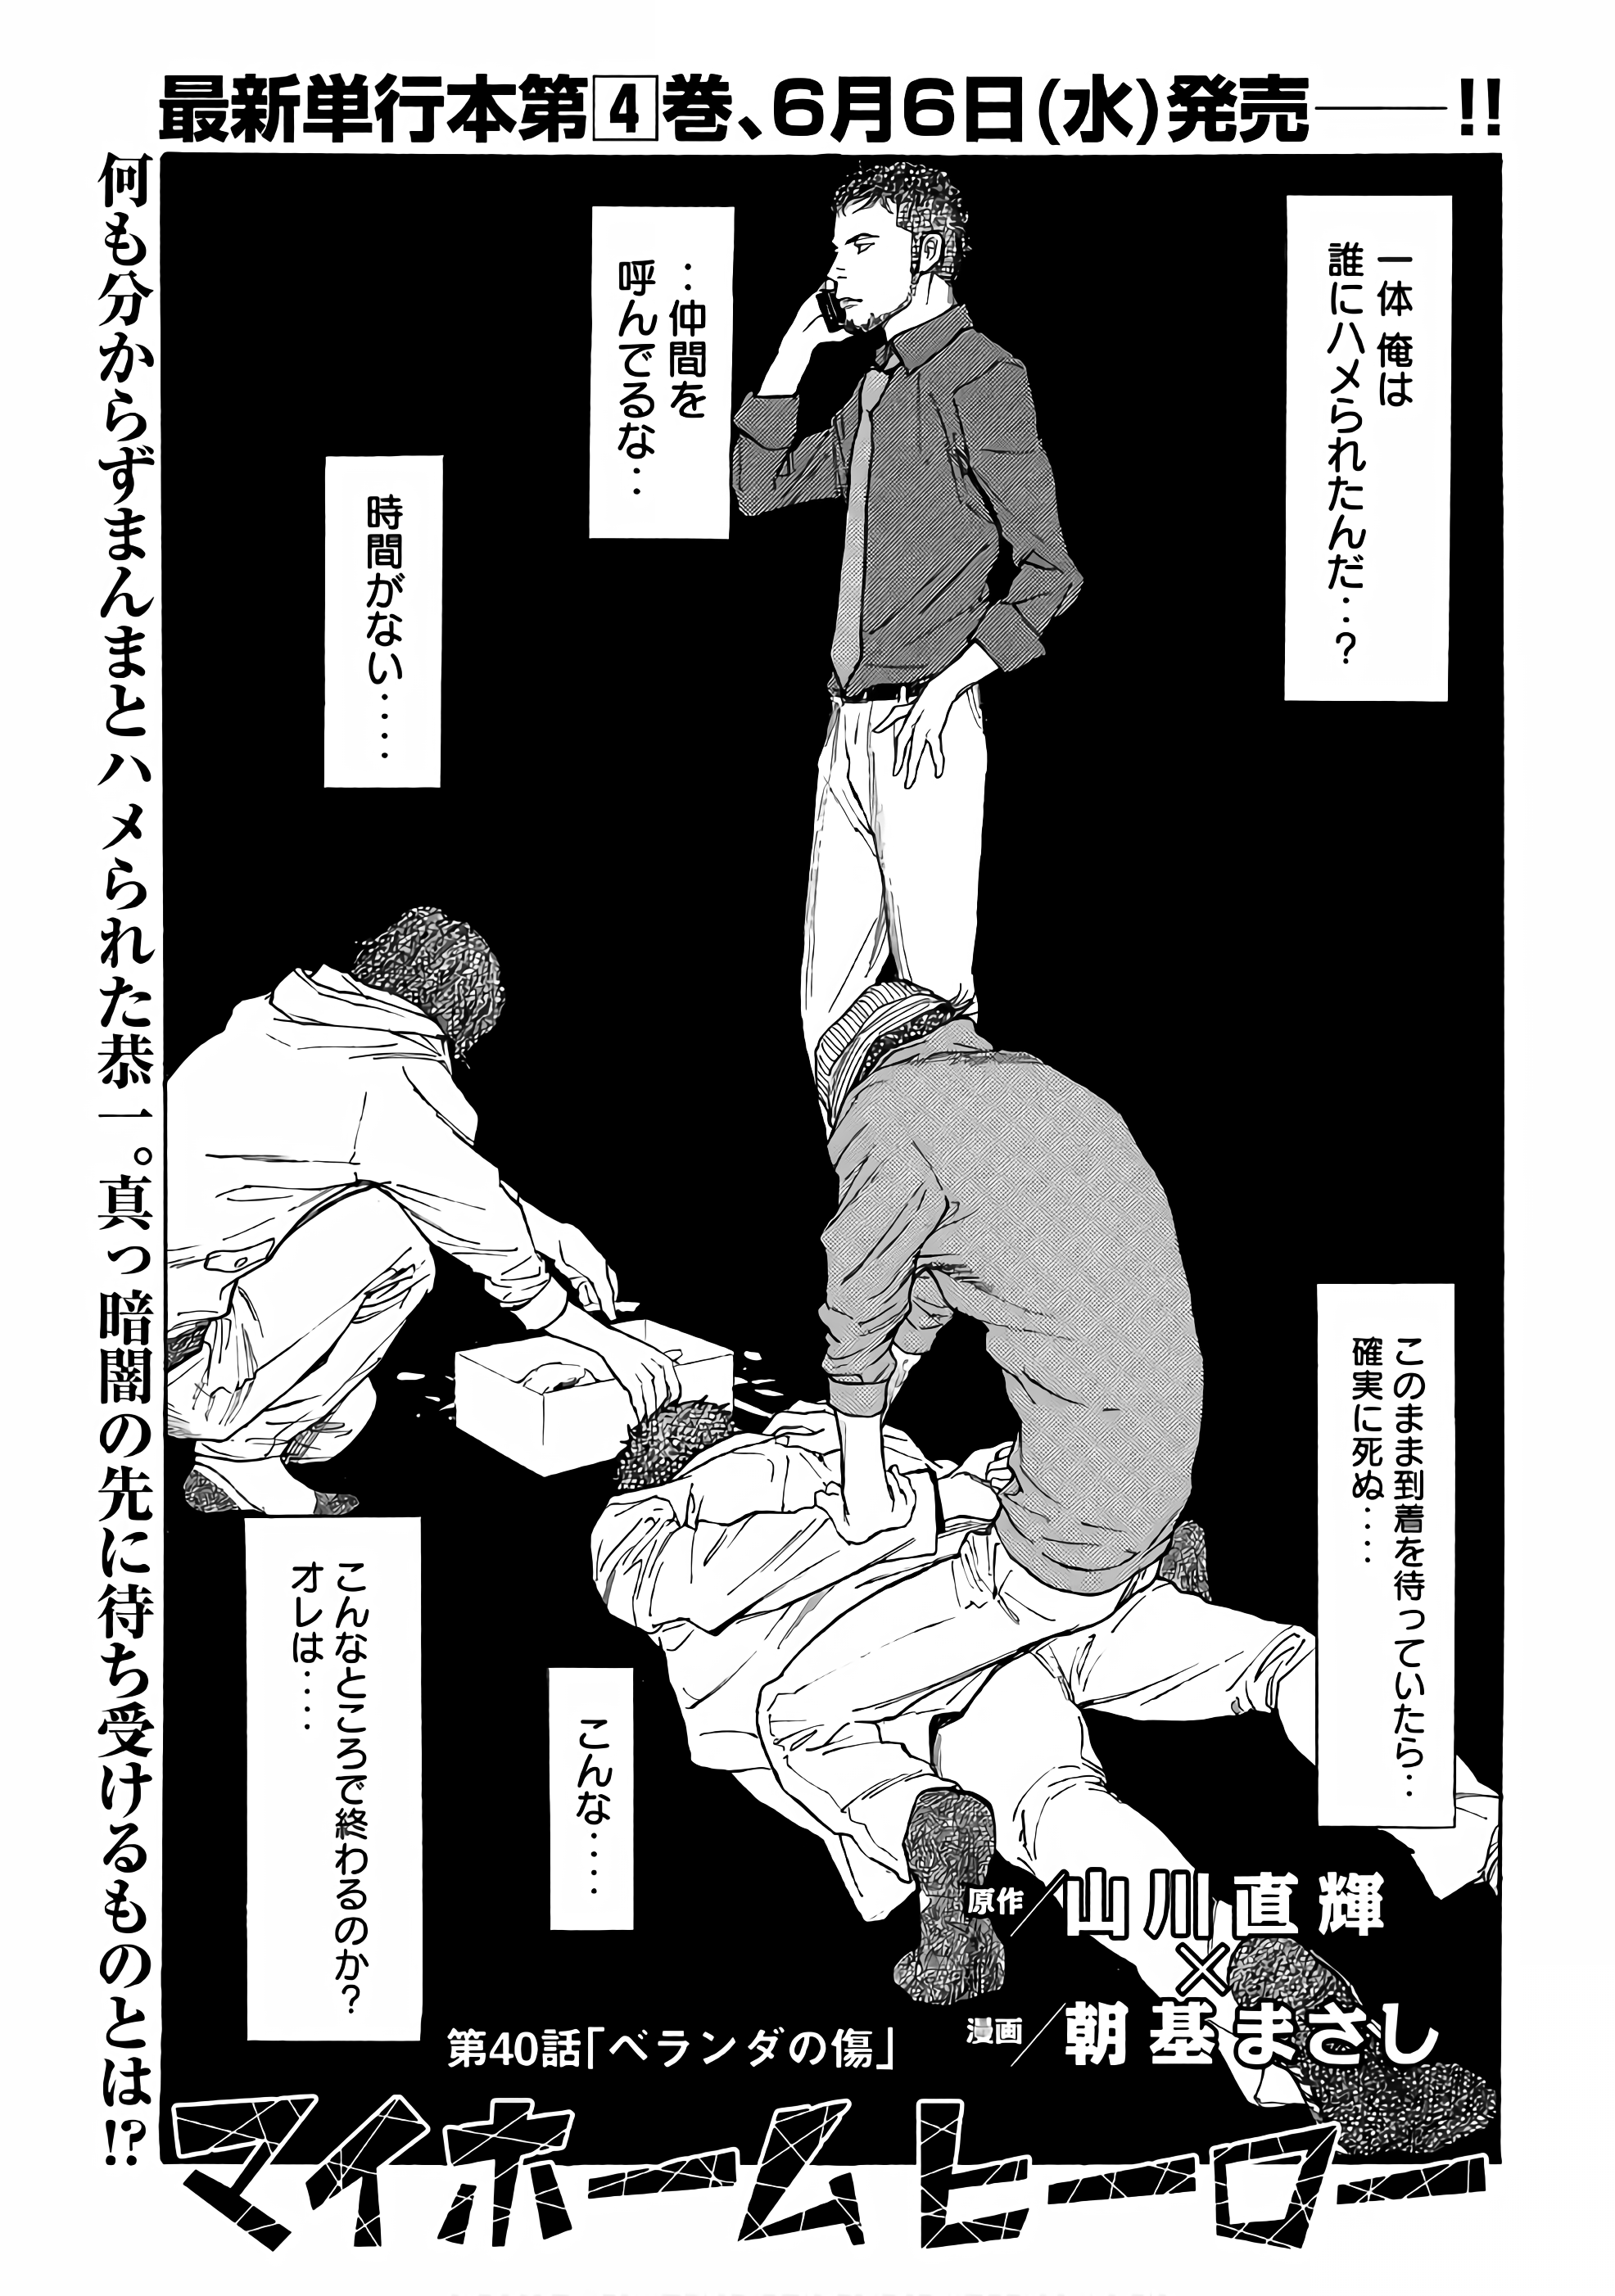 最新単行本第4巻、6月6日(水)発売――!!
一体 俺は
誰にハメられたんだ‥‥?
‥仲間を
呼んでるな‥
時間がない‥‥
このまま到着を待っていたら‥
確実に死ぬ‥‥
こんな‥‥
こんなところで終わるのか?
オレは‥‥
何も分からずまんまとハメられた恭一。真っ暗闇の先に待ち受けるものとは!?
原作/山川直輝
×
漫画/朝基まさし
第40話「ベランダの傷」
マイホームヒーロー